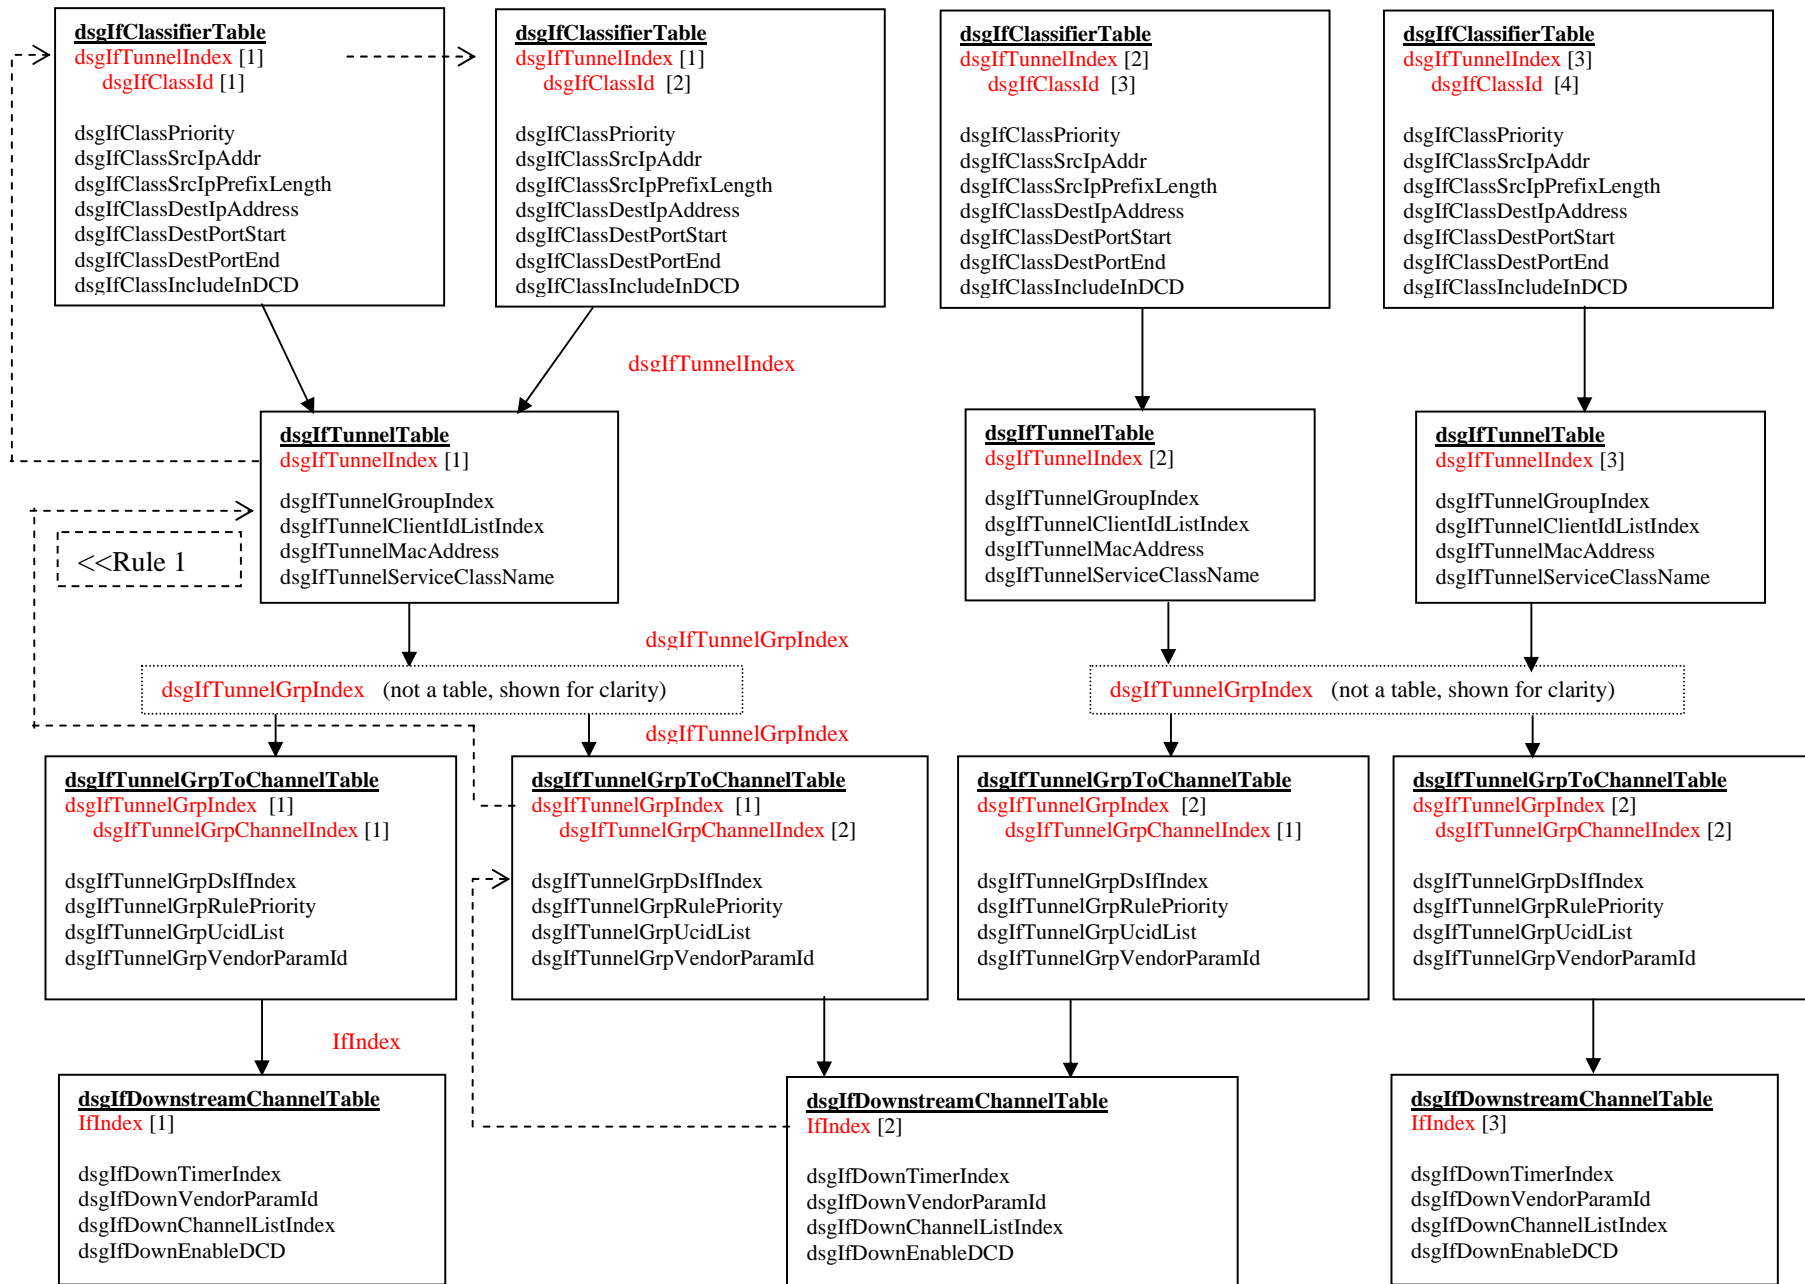 dsgIfClassifierTable
dsgIfTunnelIndex [1]
dsgIfClassId [1]
dsgIfClassPriority
dsgIfClassSrcIpAddr
dsgIfClassSrcIpPrefixLength
dsgIfClassDestIpAddress
dsgIfClassDestPortStart
dsgIfClassDestPortEnd
dsgIfClassIncludeInDCD
dsgIfClassifierTable
dsgIfTunnelIndex [1]
dsgIfClassId [2]
dsgIfClassPriority
dsgIfClassSrcIpAddr
dsgIfClassSrcIpPrefixLength
dsgIfClassDestIpAddress
dsgIfClassDestPortStart
dsgIfClassDestPortEnd
dsgIfClassIncludeInDCD
dsgIfClassifierTable
dsgIfTunnelIndex [2]
dsgIfClassId [3]
dsgIfClassPriority
dsgIfClassSrcIpAddr
dsgIfClassSrcIpPrefixLength
dsgIfClassDestIpAddress
dsgIfClassDestPortStart
dsgIfClassDestPortEnd
dsgIfClassIncludeInDCD
dsgIfClassifierTable
dsgIfTunnelIndex [3]
dsgIfClassId [4]
dsgIfClassPriority
dsgIfClassSrcIpAddr
dsgIfClassSrcIpPrefixLength
dsgIfClassDestIpAddress
dsgIfClassDestPortStart
dsgIfClassDestPortEnd
dsgIfClassIncludeInDCD
dsgIfTunnelIndex
dsgIfTunnelTable
dsgIfTunnelIndex [1]
dsgIfTunnelGroupIndex
dsgIfTunnelClientIdListIndex
dsgIfTunnelMacAddress
dsgIfTunnelServiceClassName
<<Rule 1
dsgIfTunnelTable
dsgIfTunnelIndex [2]
dsgIfTunnelGroupIndex
dsgIfTunnelClientIdListIndex
dsgIfTunnelMacAddress
dsgIfTunnelServiceClassName
dsgIfTunnelTable
dsgIfTunnelIndex [3]
dsgIfTunnelGroupIndex
dsgIfTunnelClientIdListIndex
dsgIfTunnelMacAddress
dsgIfTunnelServiceClassName
dsgIfTunnelGrpIndex
dsgIfTunnelGrpIndex (not a table, shown for clarity)
dsgIfTunnelGrpIndex (not a table, shown for clarity)
dsgIfTunnelGrpIndex
dsgIfTunnelGrpToChannelTable
dsgIfTunnelGrpIndex [1]
dsgIfTunnelGrpChannelIndex [1]
dsgIfTunnelGrpDsIfIndex
dsgIfTunnelGrpRulePriority
dsgIfTunnelGrpUcidList
dsgIfTunnelGrpVendorParamId
dsgIfTunnelGrpToChannelTable
dsgIfTunnelGrpIndex [1]
dsgIfTunnelGrpChannelIndex [2]
dsgIfTunnelGrpDsIfIndex
dsgIfTunnelGrpRulePriority
dsgIfTunnelGrpUcidList
dsgIfTunnelGrpVendorParamId
dsgIfTunnelGrpToChannelTable
dsgIfTunnelGrpIndex [2]
dsgIfTunnelGrpChannelIndex [1]
dsgIfTunnelGrpDsIfIndex
dsgIfTunnelGrpRulePriority
dsgIfTunnelGrpUcidList
dsgIfTunnelGrpVendorParamId
dsgIfTunnelGrpToChannelTable
dsgIfTunnelGrpIndex [2]
dsgIfTunnelGrpChannelIndex [2]
dsgIfTunnelGrpDsIfIndex
dsgIfTunnelGrpRulePriority
dsgIfTunnelGrpUcidList
dsgIfTunnelGrpVendorParamId
IfIndex
dsgIfDownstreamChannelTable
IfIndex [1]
dsgIfDownTimerIndex
dsgIfDownVendorParamId
dsgIfDownChannelListIndex
dsgIfDownEnableDCD
dsgIfDownstreamChannelTable
IfIndex [2]
dsgIfDownTimerIndex
dsgIfDownVendorParamId
dsgIfDownChannelListIndex
dsgIfDownEnableDCD
dsgIfDownstreamChannelTable
IfIndex [3]
dsgIfDownTimerIndex
dsgIfDownVendorParamId
dsgIfDownChannelListIndex
dsgIfDownEnableDCD